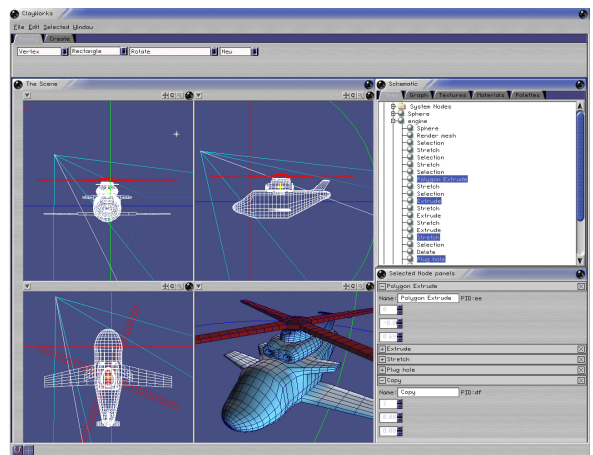 ClayWorks
File Edit Selected Window
Create
Vertex Rectangle Rotate New
The Scene
Schematic
Graph Textures Materials Palettes
System Nodes
Sphere
engine
Sphere
Render mesh
Selection
Stretch
Selection
Stretch
Selection
Polygon Extrude
Stretch
Selection
Extrude
Stretch
Extrude
Stretch
Extrude
Stretch
Selection
Delete
Plug hole
Selected Node panels
Polygon Extrude
Name: Polygon Extrude PID:ee
Extrude
Stretch
Plug hole
Copy
Name: Copy PID:df